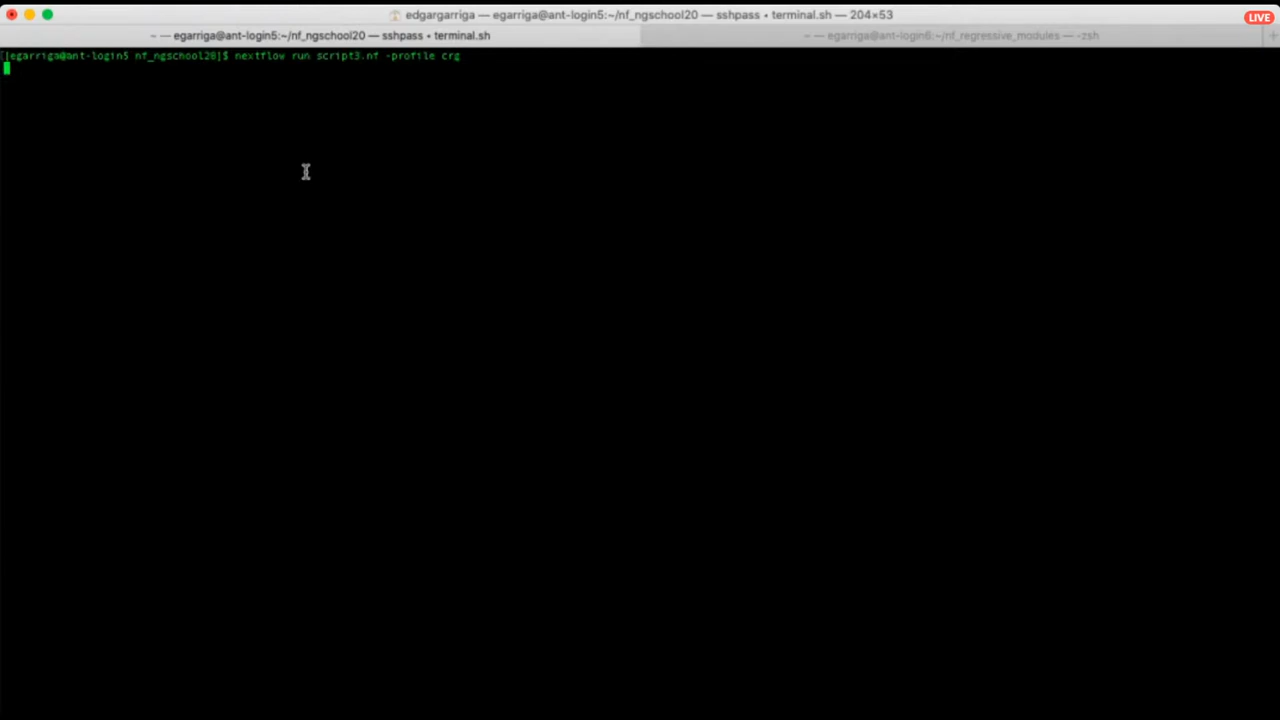 edgargarriga — egarriga@ant-login5:~/nf_ngschool20 — sshpass • terminal.sh — 204×53
LIVE
~ — egarriga@ant-login5:~/nf_ngschool20 — sshpass • terminal.sh
~ — egarriga@ant-login6:~/nf_regressive_modules — -zsh
[[egarriga@ant-login5 nf_ngschool20]$ nextflow run script3.nf -profile crg